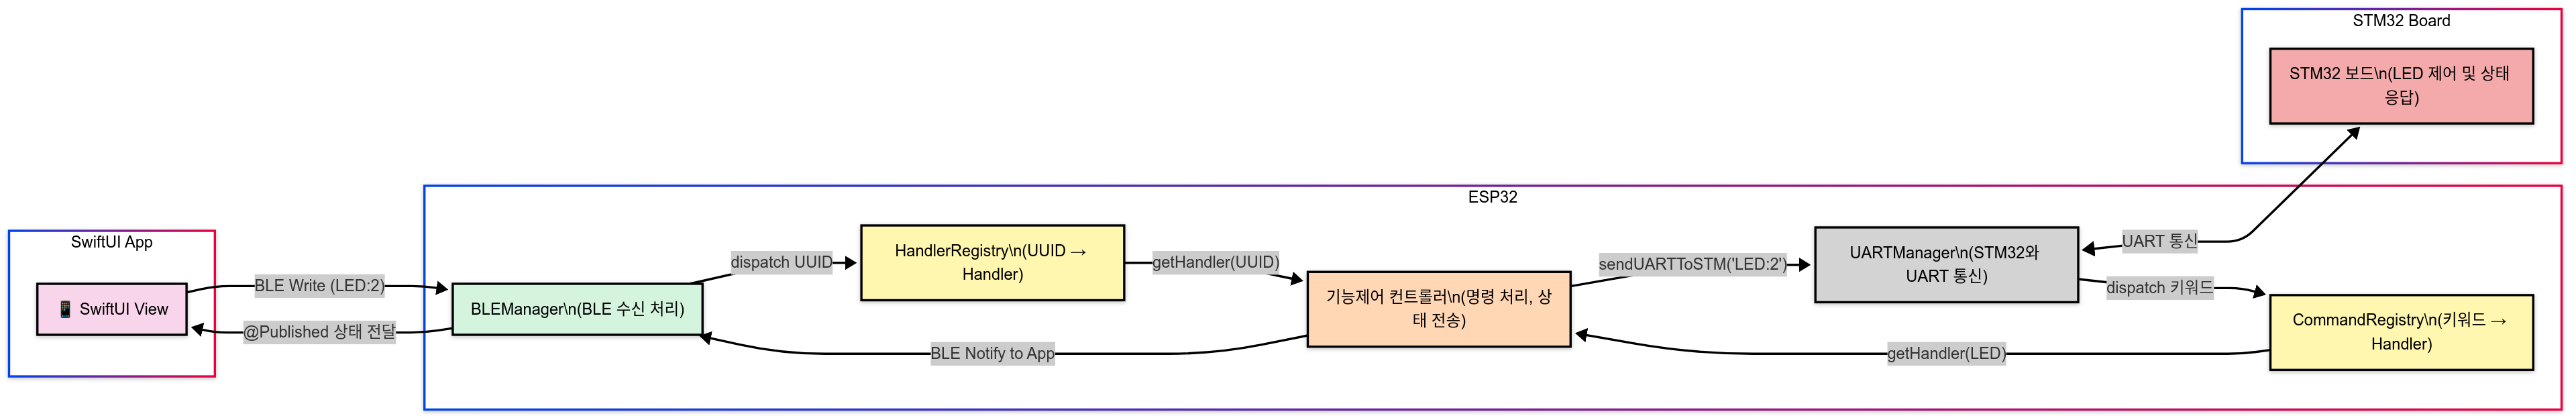 STM32 Board
STM32 보드\n(LED 제어 및 상태
응답)
ESP32
SwiftUI App
📱 SwiftUI View
BLE Write (LED:2)
@Published 상태 전달
BLEManager\n(BLE 수신 처리)
dispatch UUID
HandlerRegistry\n(UUID →
Handler)
getHandler(UUID)
기능제어 컨트롤러\n(명령 처리, 상
태 전송)
BLE Notify to App
sendUARTToSTM('LED:2')
UARTManager\n(STM32와
UART 통신)
UART 통신
dispatch 키워드
CommandRegistry\n(키워드 →
Handler)
getHandler(LED)